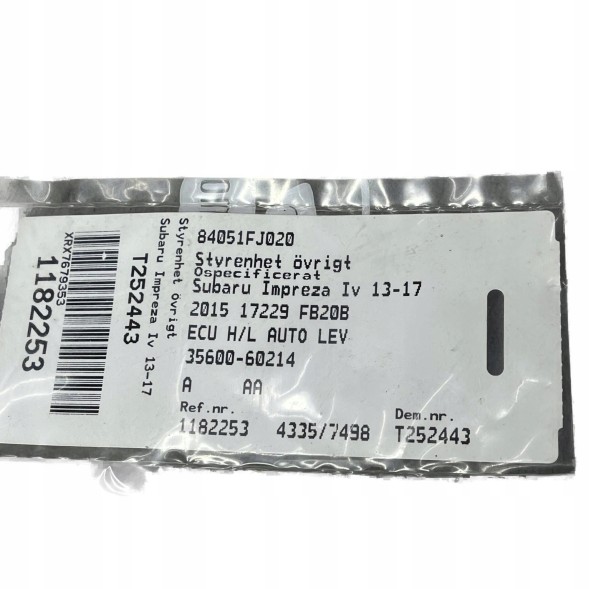 84051FJ020
Styrenhet övrigt
Ospecificerat
Subaru Impreza Iv 13-17
2015 17229 FB20B
ECU H/L AUTO LEV
35600-60214
A AA
Ref.nr. Dem.nr.
1182253 4335/7498 T252443
Styrenhet övrigt
Subaru Impreza Iv 13-17
T252443
XRX7679353
1182253